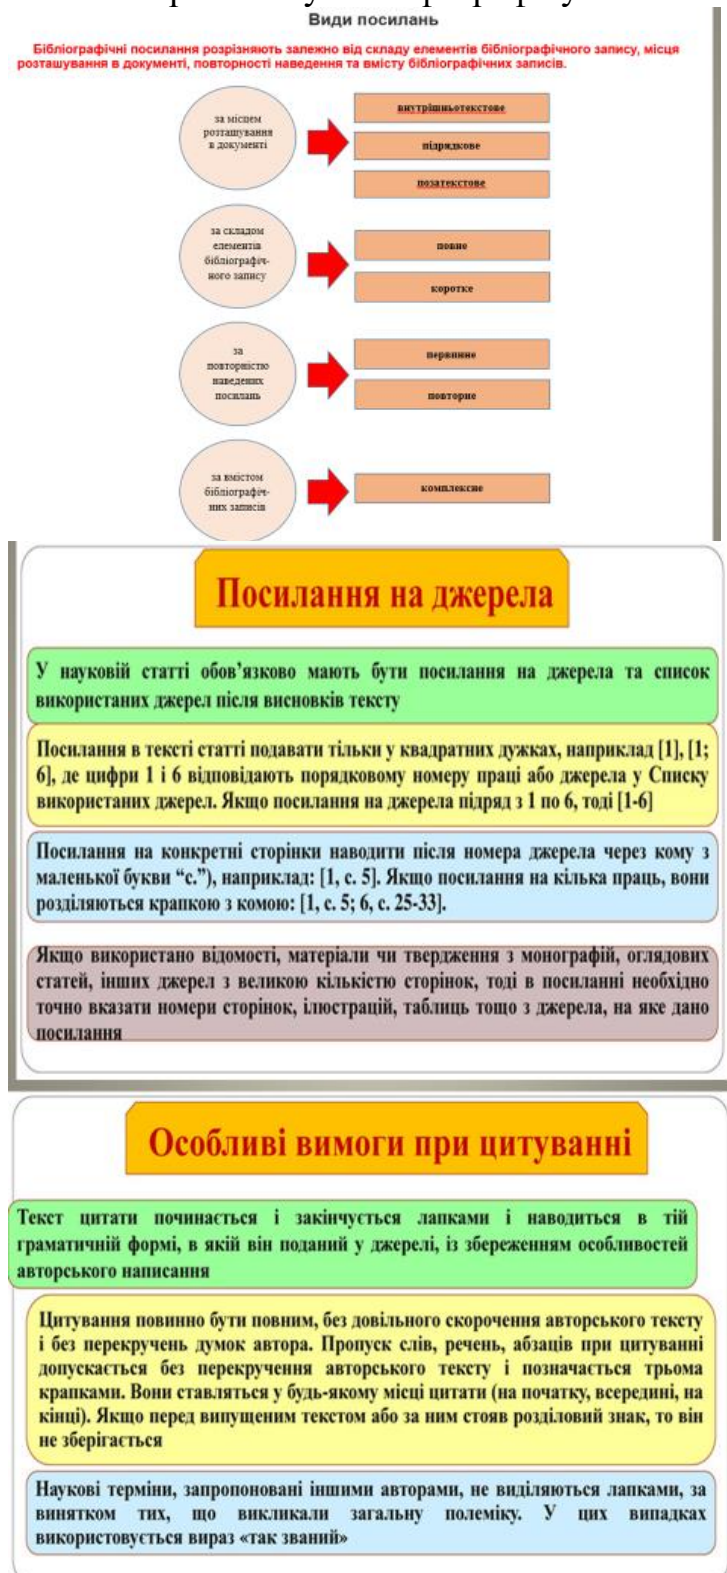 Види посилань
Бібліографічні посилання розрізняють залежно від складу елементів бібліографічного запису, місця
розташування в документі, повторності наведення та вмісту бібліографічних записів.
за місцем
розташування
в документі
внутрішньотекстове
підрядкове
позатекстове
за складом
елементів
бібліографіч-
ного запису
повне
коротке
за
повторністю
наведених
посилань
первинне
повторне
за вмістом
бібліографіч-
них записів
комплексне
Посилання на джерела
У науковій статті обов’язково мають бути посилання на джерела та список
використаних джерел після висновків тексту
Посилання в тексті статті подавати тільки у квадратних дужках, наприклад [1], [1;
6], де цифри 1 і 6 відповідають порядковому номеру праці або джерела у Списку
використаних джерел. Якщо посилання на джерела підряд з 1 по 6, тоді [1-6]
Посилання на конкретні сторінки наводити після номера джерела через кому з
маленької букви “с.”), наприклад: [1, с. 5]. Якщо посилання на кілька праць, вони
розділяються крапкою з комою: [1, с. 5; 6, с. 25-33].
Якщо використано відомості, матеріали чи твердження з монографій, оглядових
статей, інших джерел з великою кількістю сторінок, тоді в посиланні необхідно
точно вказати номери сторінок, ілюстрацій, таблиць тощо з джерела, на яке дано
посилання
Особливі вимоги при цитуванні
Текст цитати починається і закінчується лапками і наводиться в тій
граматичній формі, в якій він поданий у джерелі, із збереженням особливостей
авторського написання
Цитування повинно бути повним, без довільного скорочення авторського тексту
і без перекручень думок автора. Пропуск слів, речень, абзаців при цитуванні
допускається без перекручення авторського тексту і позначається трьома
крапками. Вони ставляться у будь-якому місці цитати (на початку, всередині, на
кінці). Якщо перед випущеним текстом або за ним стояв розділовий знак, то він
не зберігається
Наукові терміни, запропоновані іншими авторами, не виділяються лапками, за
винятком тих, що викликали загальну полеміку. У цих випадках
використовується вираз «так званий»